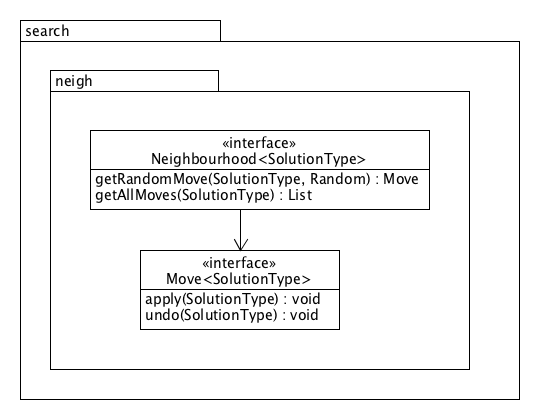 search
neigh
«interface»
Neighbourhood<SolutionType>
getRandomMove(SolutionType, Random) : Move
getAllMoves(SolutionType) : List
«interface»
Move<SolutionType>
apply(SolutionType) : void
undo(SolutionType) : void